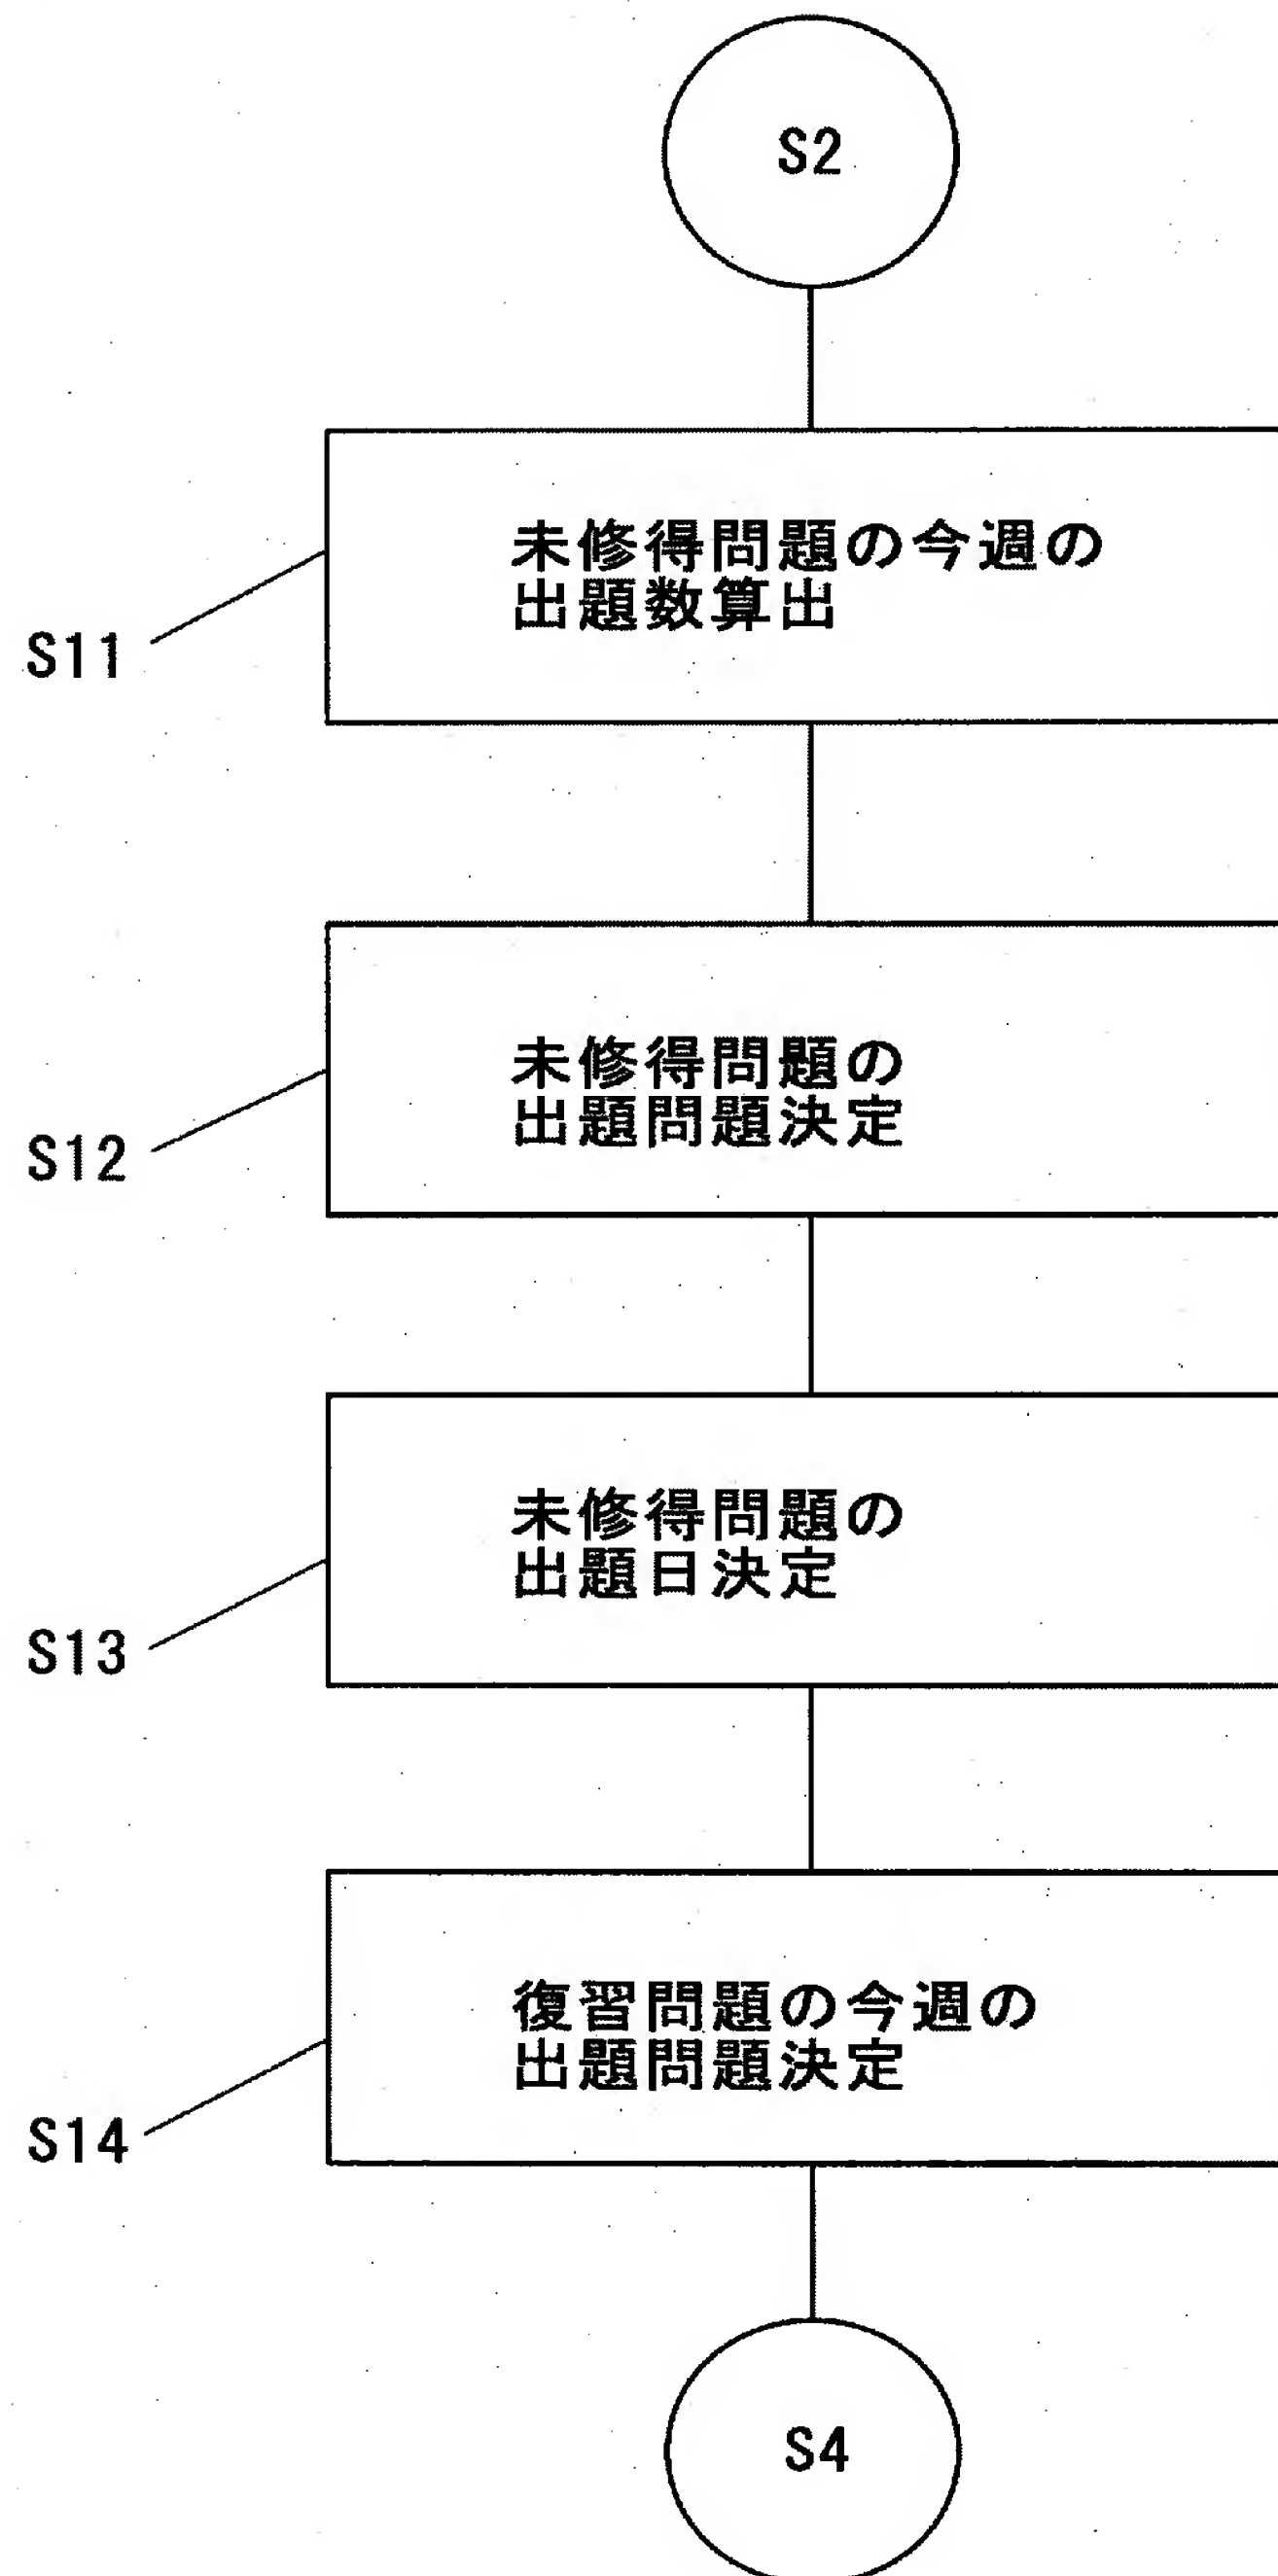 S2
未修得問題の今週の
出題数算出
S11
未修得問題の
出題問題決定
S12
未修得問題の
出題日決定
S13
復習問題の今週の
出題問題決定
S14
S4